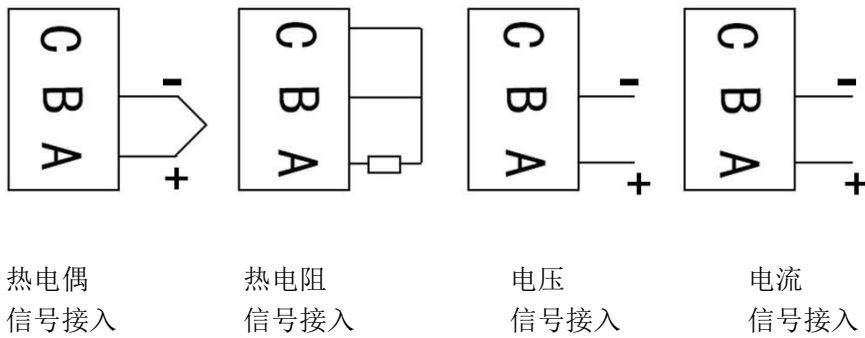 C C C C
- - -
B B B B
A A A A
+ + +
热电偶 热电阻 电压 电流
信号接入 信号接入 信号接入 信号接入